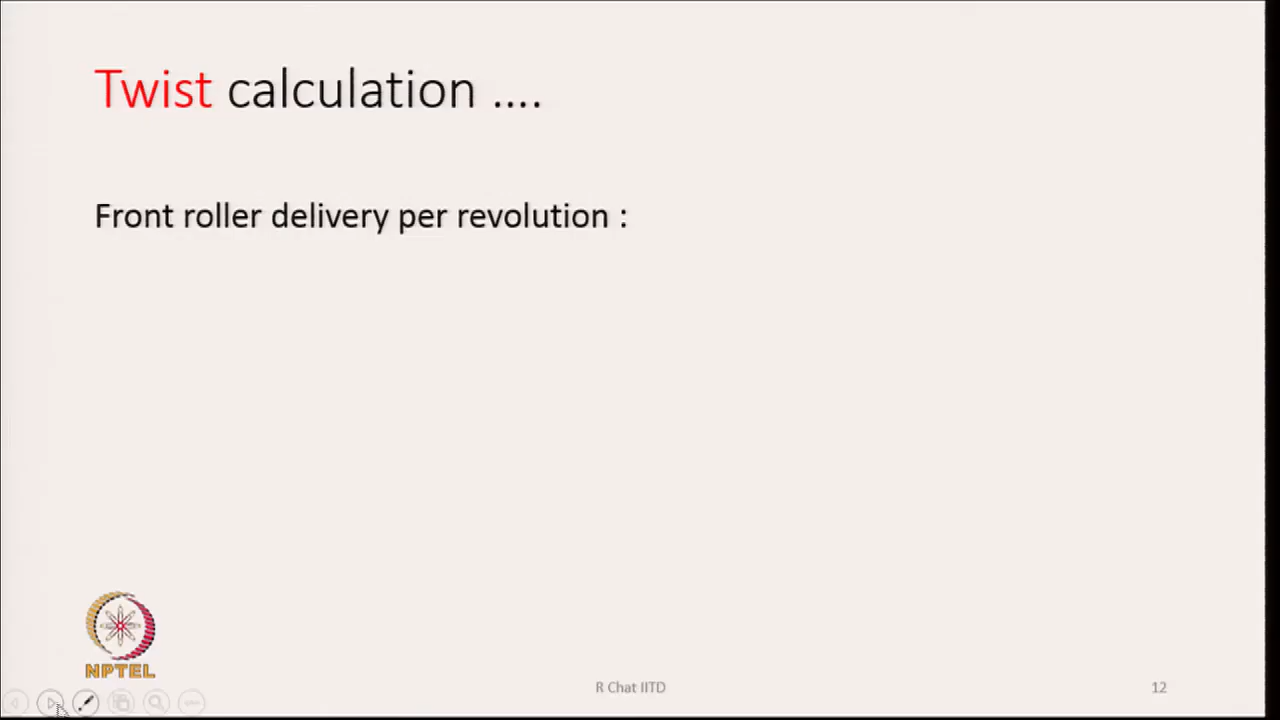 Twist calculation ....
Front roller delivery per revolution :
NPTEL
R Chat IITD
12